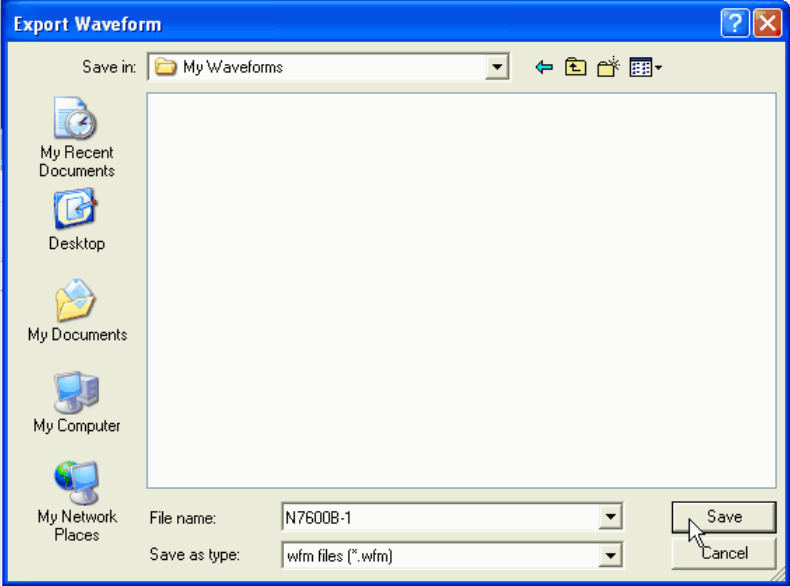 Export Waveform
Save in:
My Waveforms
My Recent
Documents
Desktop
My Documents
My Computer
My Network
Places
File name:
N7600B-1
Save
Save as type:
wfm files (*.wfm)
Cancel